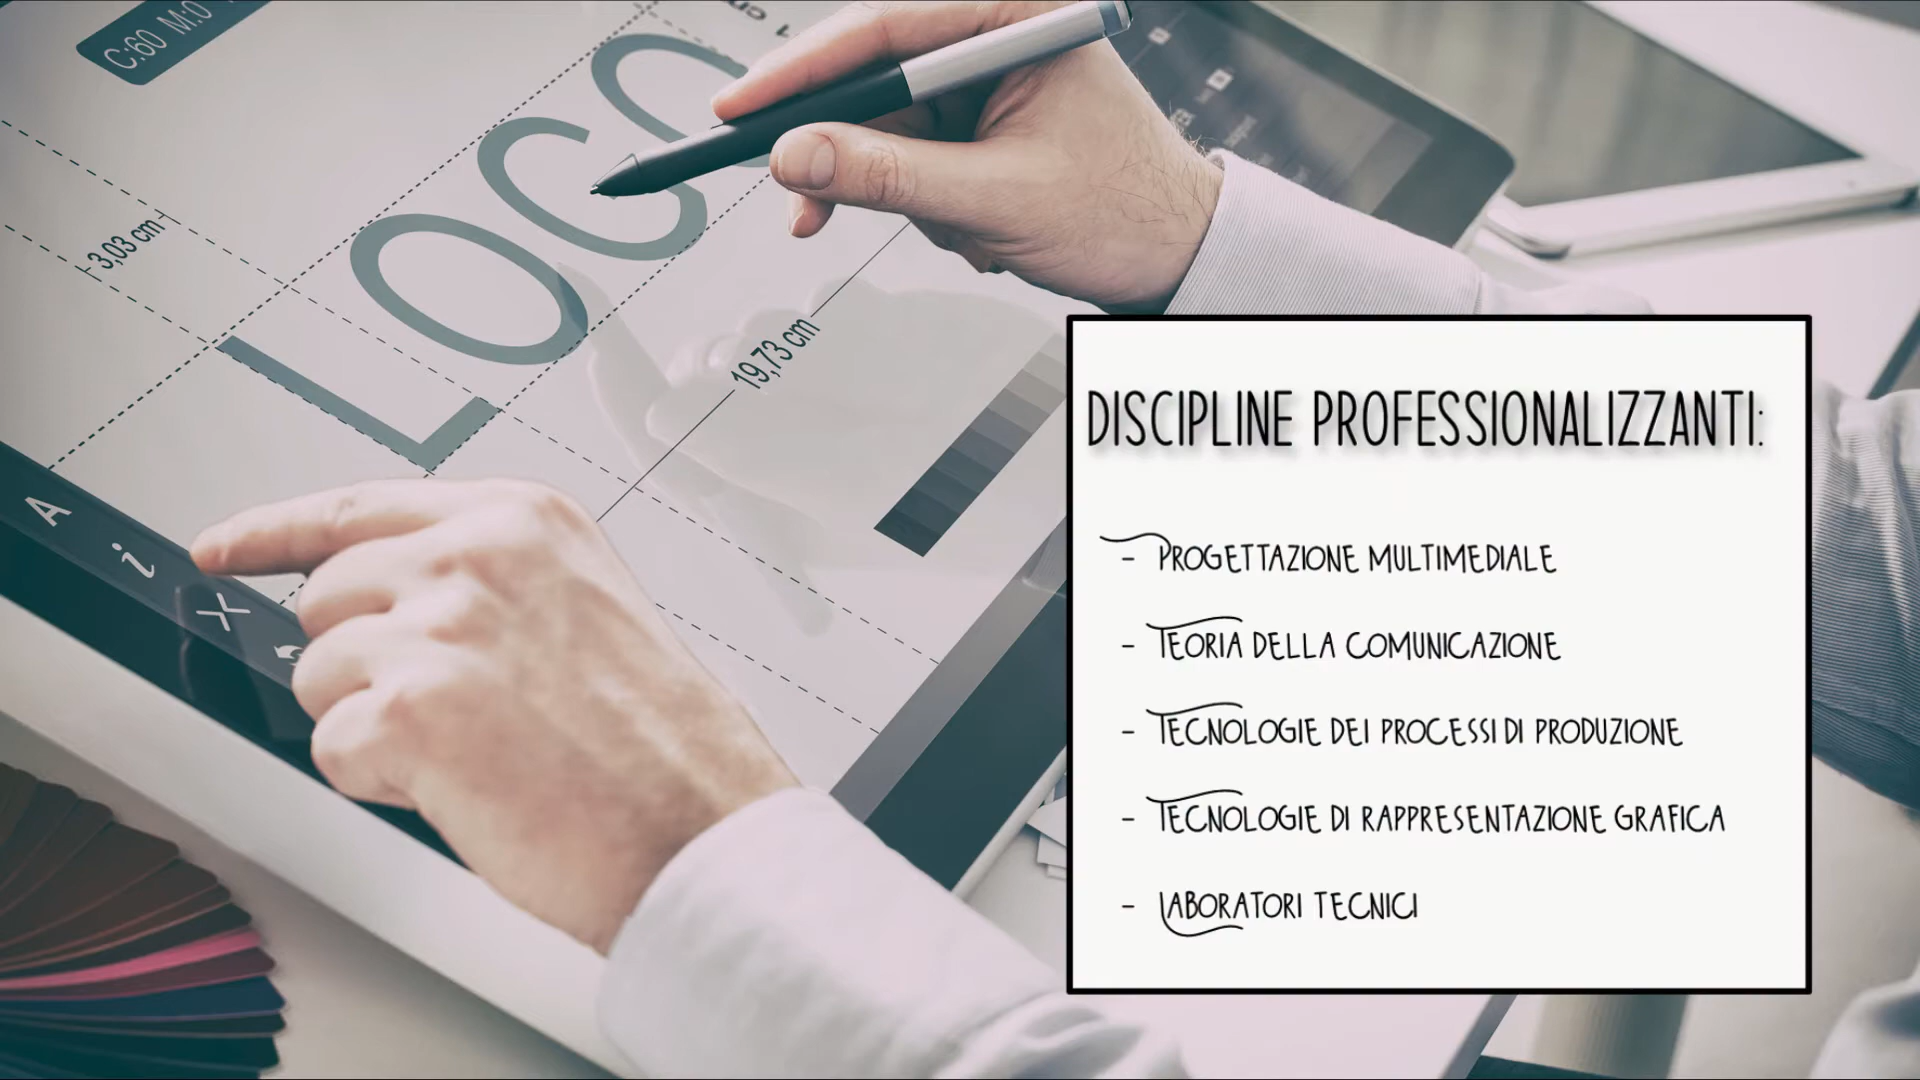 C:60 M:0
LOGO
3,03 cm
19,73 cm
A
i
DISCIPLINE PROFESSIONALIZZANTI:
- PROGETTAZIONE MULTIMEDIALE
- TEORIA DELLA COMUNICAZIONE
- TECNOLOGIE DEI PROCESSI DI PRODUZIONE
- TECNOLOGIE DI RAPPRESENTAZIONE GRAFICA
- LABORATORI TECNICI